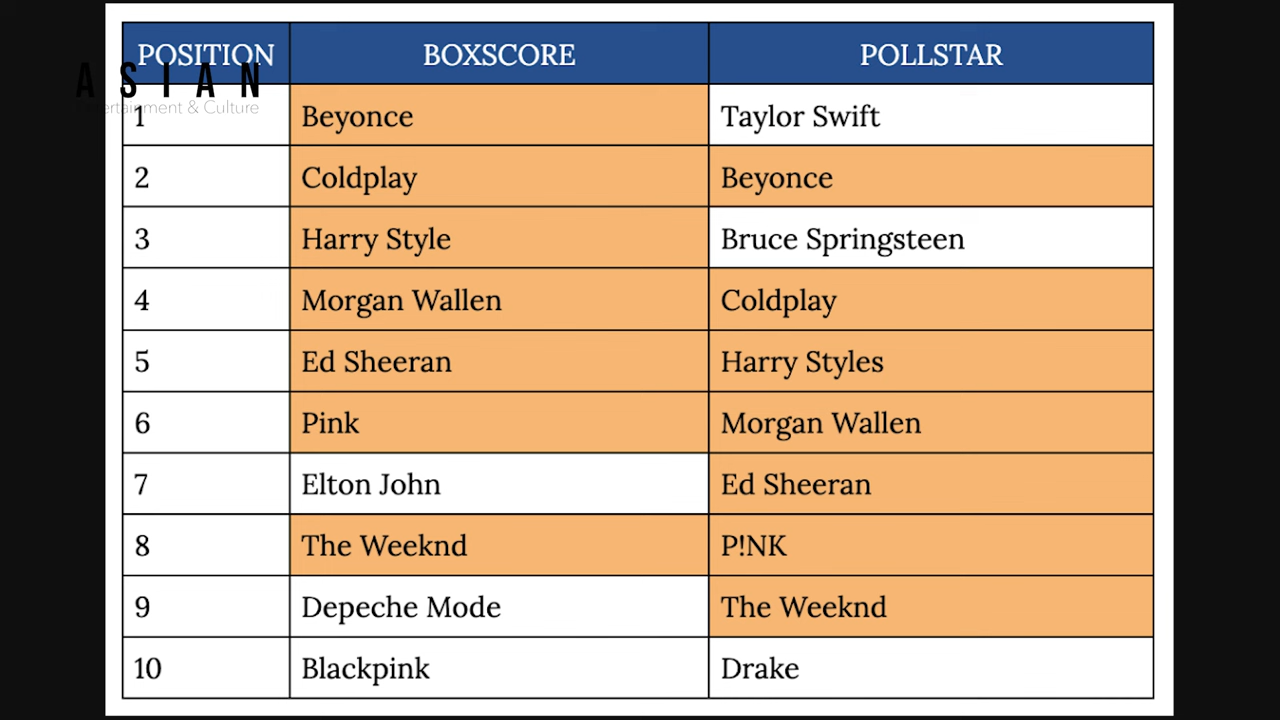 POSITION BOXSCORE POLLSTAR
ASIAN
Entertainment & Culture
1 Beyonce Taylor Swift
2 Coldplay Beyonce
3 Harry Style Bruce Springsteen
4 Morgan Wallen Coldplay
5 Ed Sheeran Harry Styles
6 Pink Morgan Wallen
7 Elton John Ed Sheeran
8 The Weeknd P!NK
9 Depeche Mode The Weeknd
10 Blackpink Drake